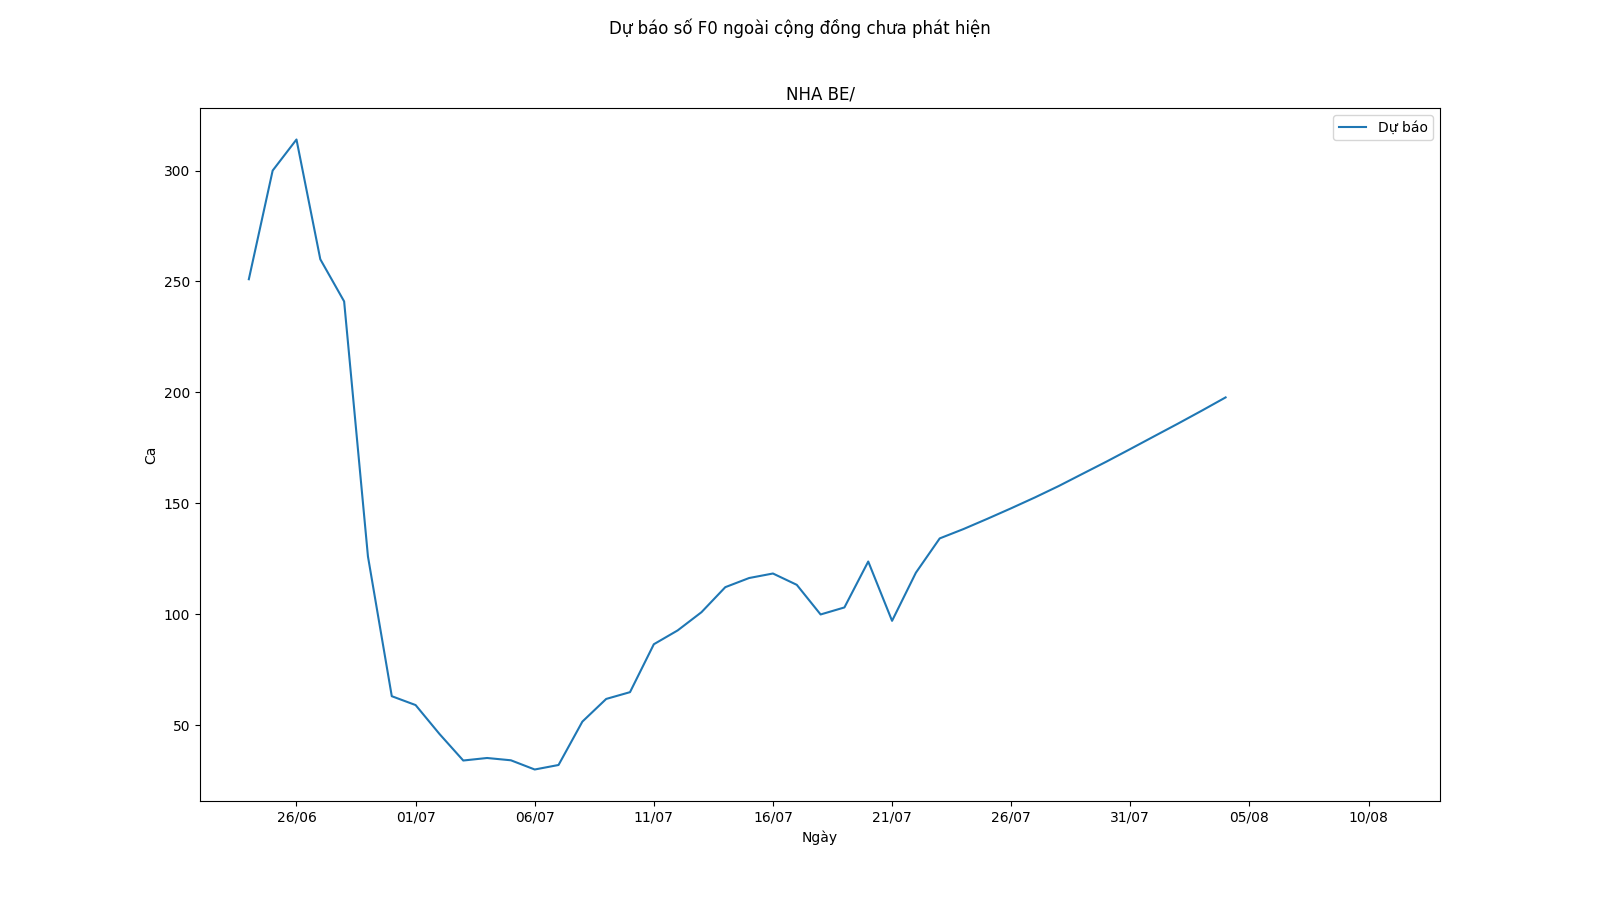 Dự báo số F0 ngoài cộng đồng chưa phát hiện
NHA BE/
Dự báo
300
250
200
150
100
50
Ca
26/06 01/07 06/07 11/07 16/07 21/07 26/07 31/07 05/08 10/08
Ngày